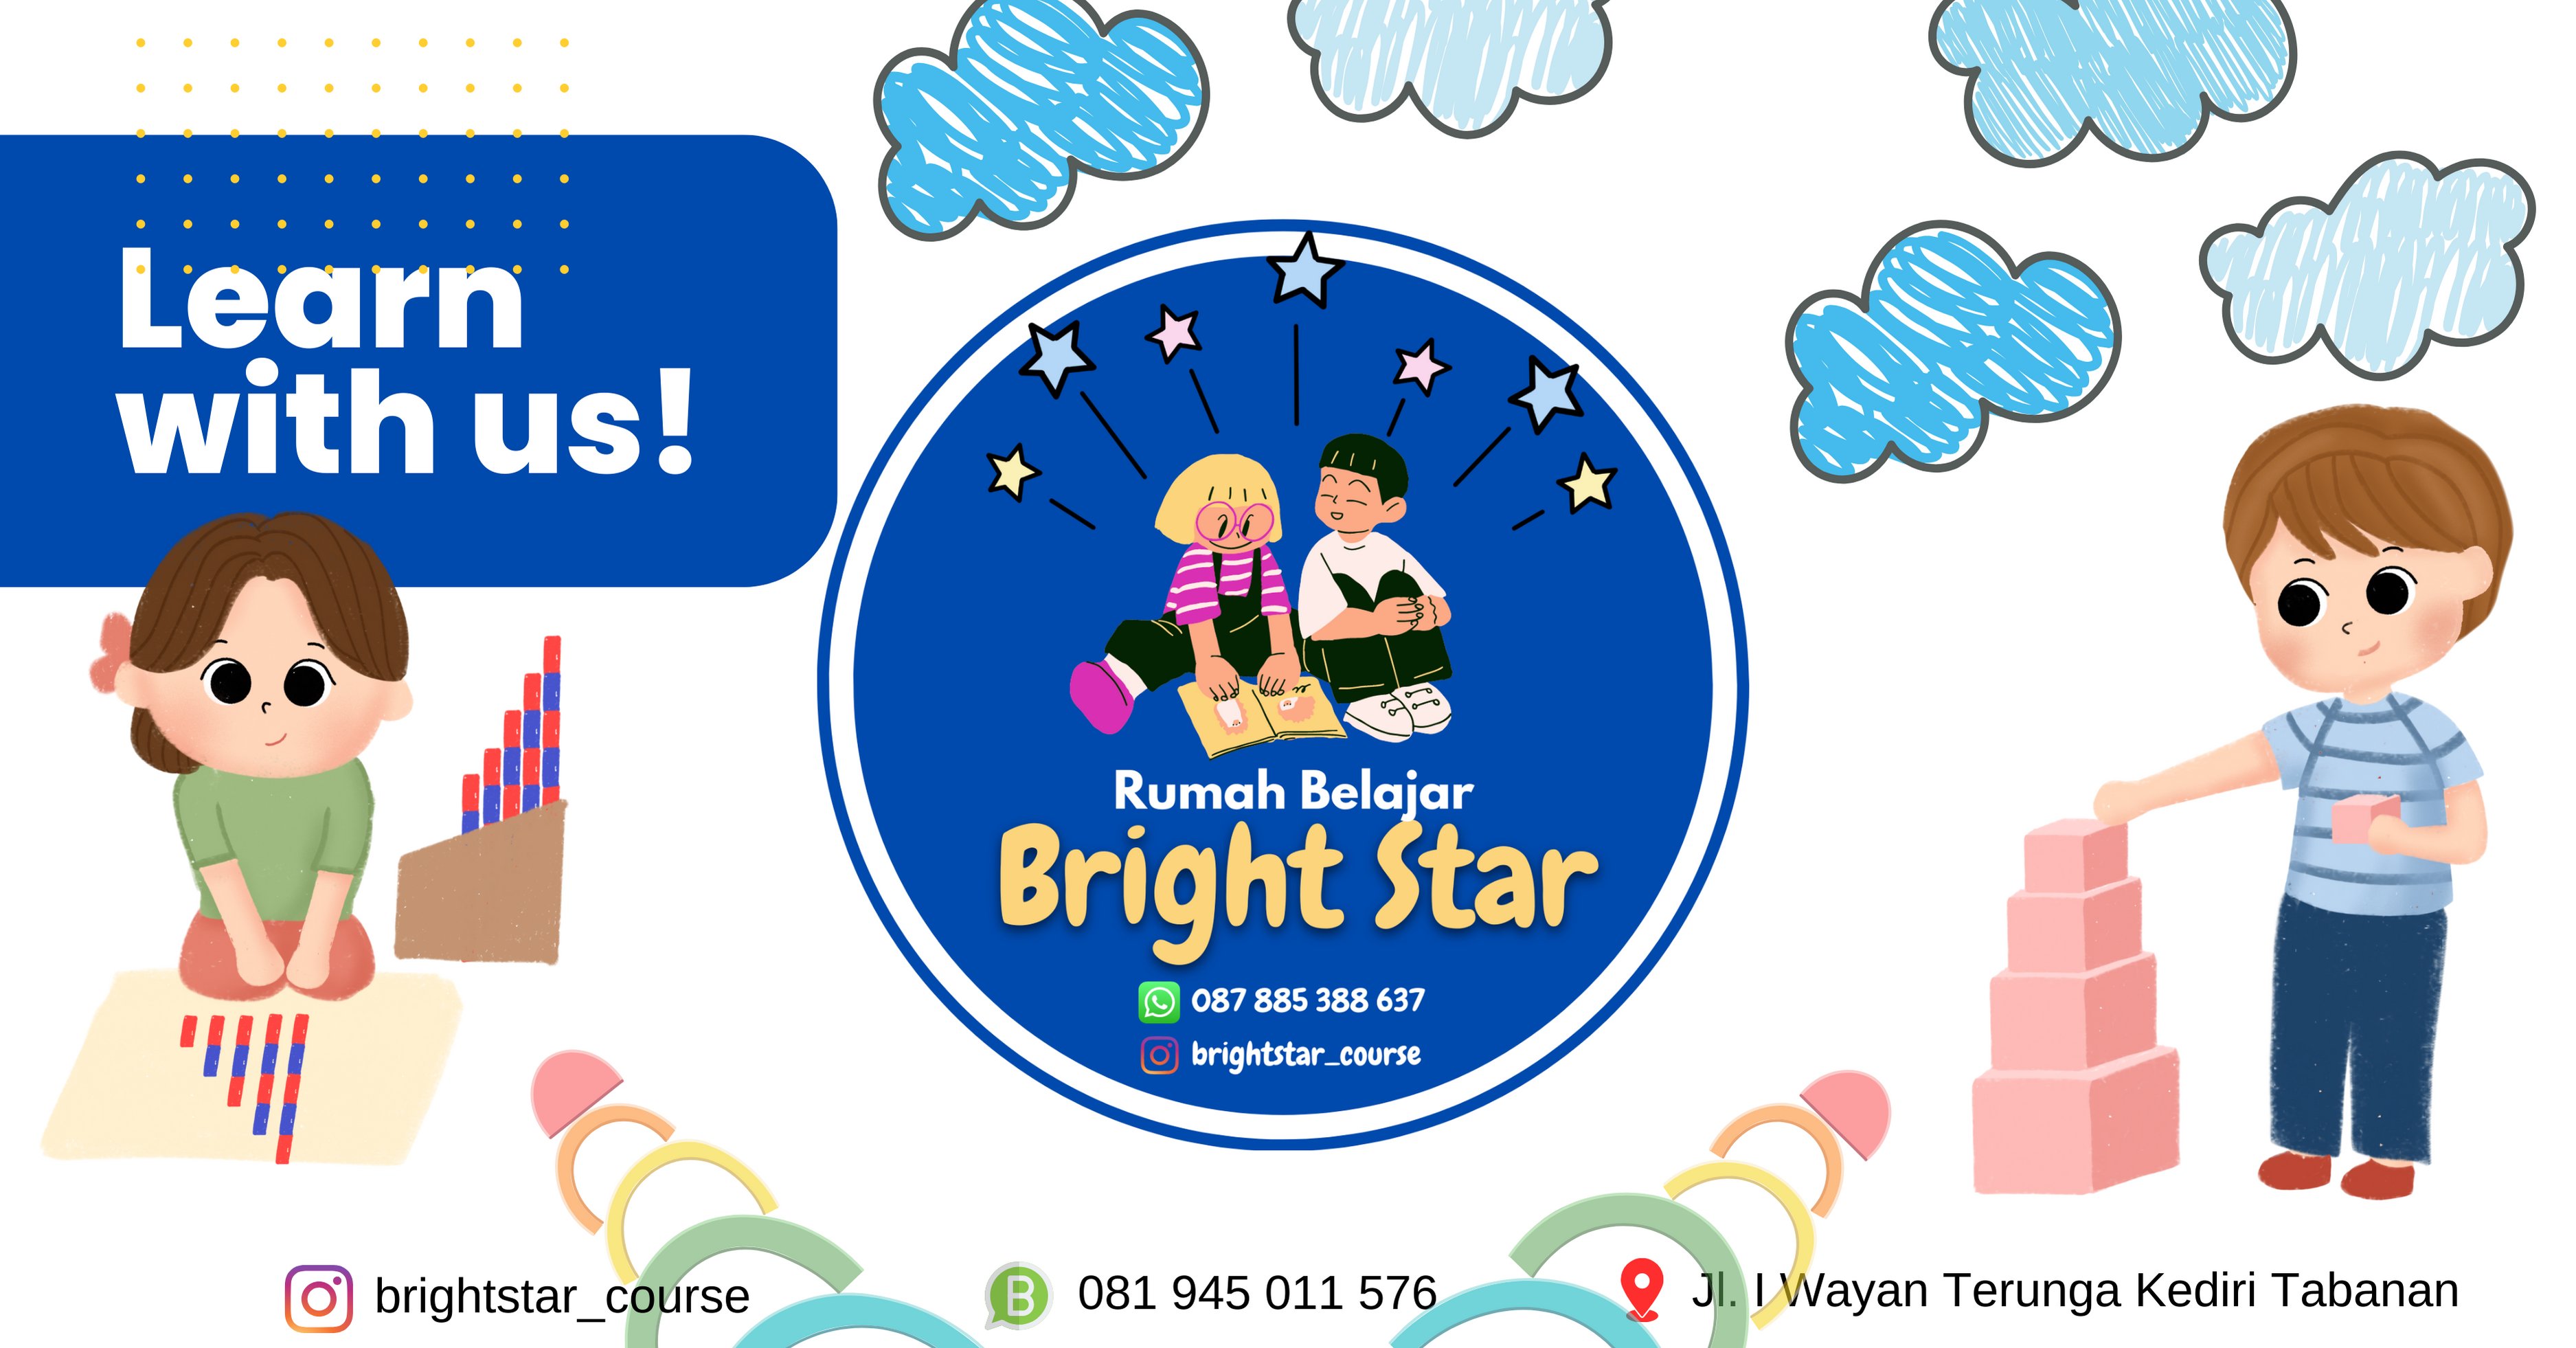 Learn
with us!
Rumah Belajar
Bright Star
087 885 388 637
brightstar_course
brightstar_course
081 945 011 576
Jl. I Wayan Terunga Kediri Tabanan